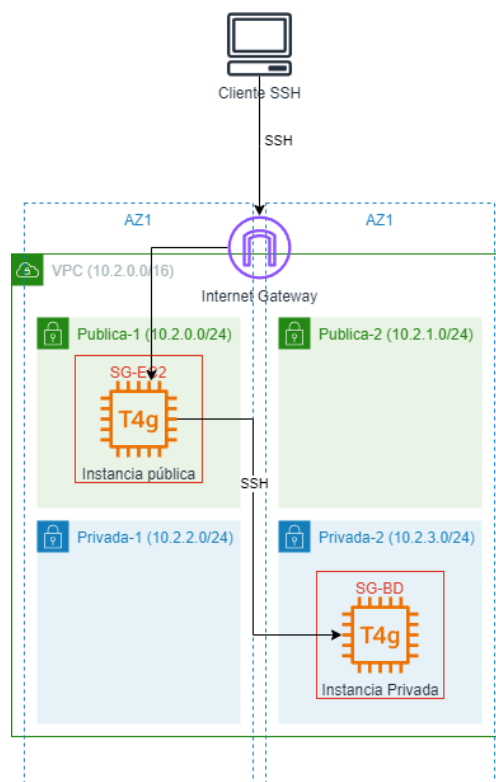 Cliente SSH
SSH
AZ1
AZ1
VPC (10.2.0.0/16)
Internet Gateway
Publica-1 (10.2.0.0/24)
Publica-2 (10.2.1.0/24)
SG-EC2
T4g
Instancia pública
SSH
Privada-1 (10.2.2.0/24)
Privada-2 (10.2.3.0/24)
SG-BD
T4g
Instancia Privada